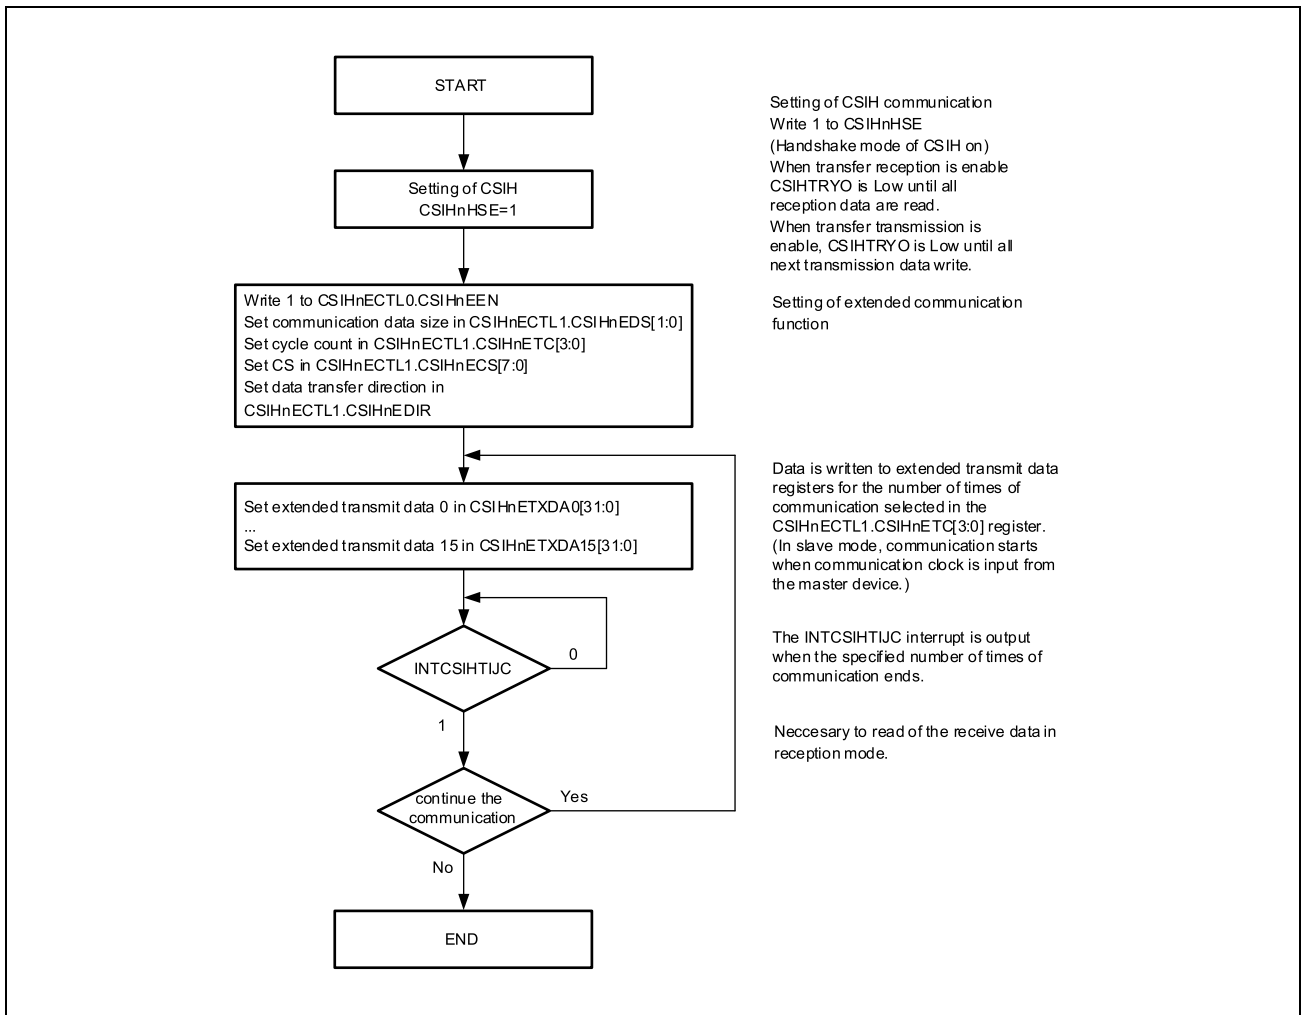 START
Setting of CSIH communication
Write 1 to CSIHnHSE
(Handshake mode of CSIH on)
When transfer reception is enable
CSIHTRYO is Low until all
reception data are read.
When transfer transmission is
enable, CSIHTRYO is Low until all
next transmission data write.
Setting of CSIH
CSIHnHSE=1
Write 1 to CSIHnECTL0.CSIHnEEN
Set communication data size in CSIHnECTL1.CSIHnEDS[1:0]
Set cycle count in CSIHnECTL1.CSIHnETC[3:0]
Set CS in CSIHnECTL1.CSIHnECS[7:0]
Set data transfer direction in
CSIHnECTL1.CSIHnEDIR
Setting of extended communication
function
Set extended transmit data 0 in CSIHnETXDA0[31:0]
...
Set extended transmit data 15 in CSIHnETXDA15[31:0]
Data is written to extended transmit data
registers for the number of times of
communication selected in the
CSIHnECTL1.CSIHnETC[3:0] register.
(In slave mode, communication starts
when communication clock is input from
the master device.)
INTCSIHTIJC
0
1
The INTCSIHTIJC interrupt is output
when the specified number of times of
communication ends.
Neccesary to read of the receive data in
reception mode.
continue the
communication
Yes
No
END